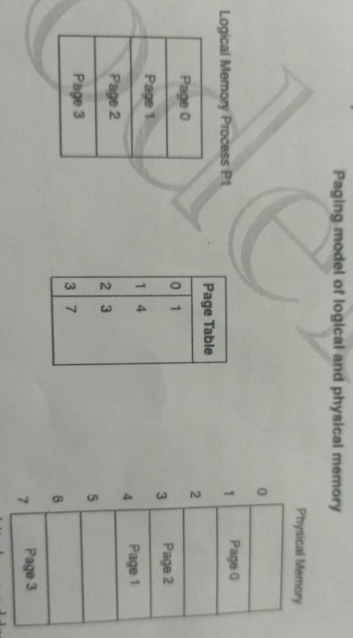 Paging model of logical and physical memory
Logical Memory Process P1
Page 0
Page 1
Page 2
Page 3
Page Table
0 1
1 4
2 3
3 7
Physical Memory
0
1 Page 0
2
3 Page 2
4 Page 1
5
6
7 Page 3